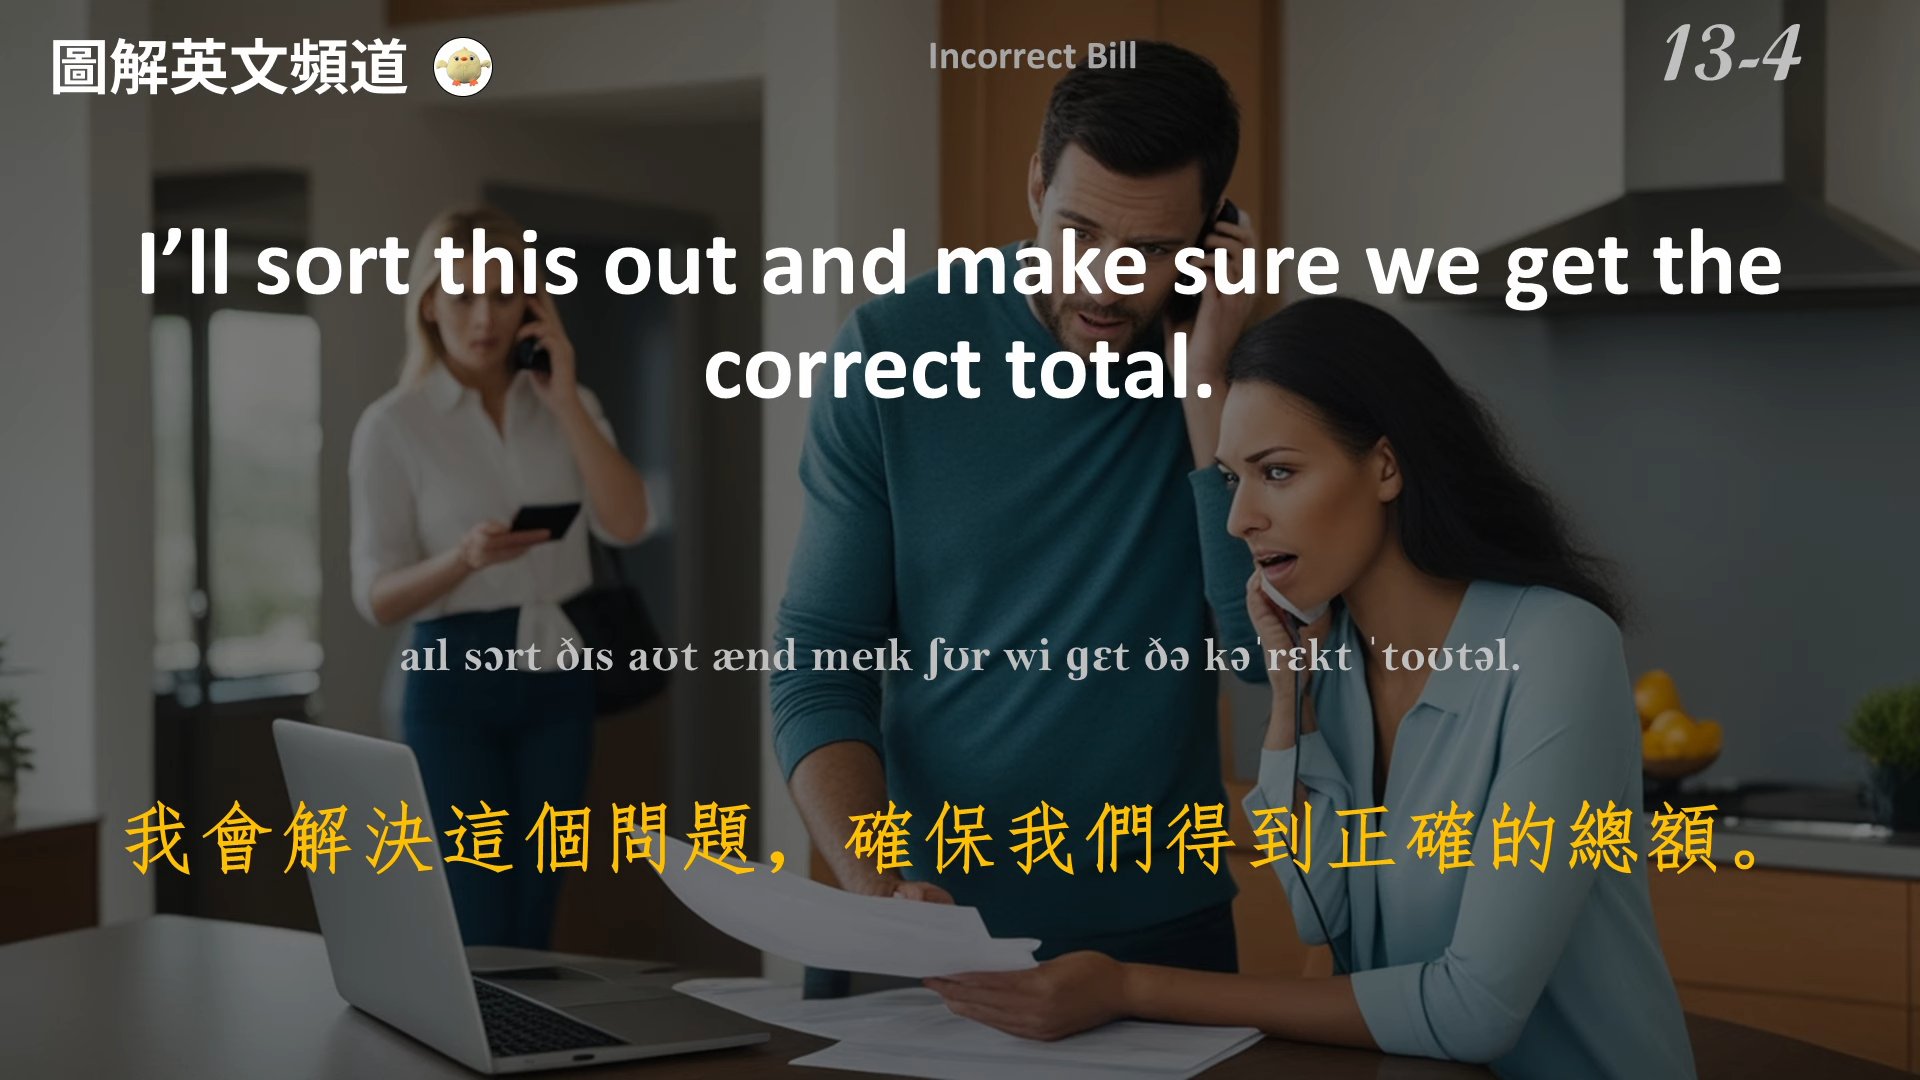 圖解英文頻道
Incorrect Bill
13-4
I’ll sort this out and make sure we get the
correct total.
aɪl sɔrt ðɪs aʊt ænd meɪk ʃʊr wi ɡɛt ðə kəˈrɛkt ˈtoʊtəl.
我會解決這個問題，確保我們得到正確的總額。